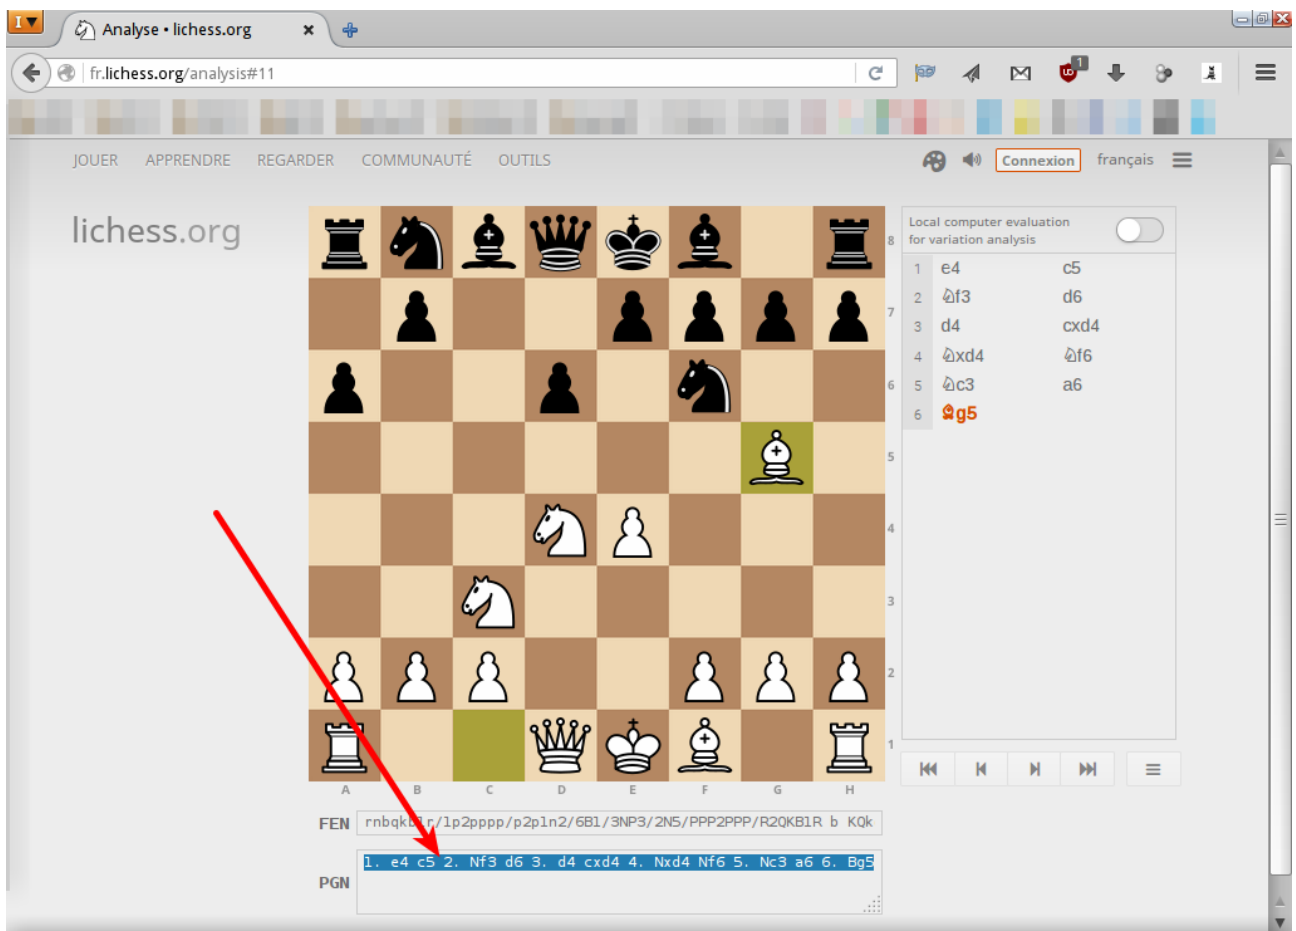 I
Analyse • lichess.org
fr.lichess.org/analysis#11
1
JOUER APPRENDRE REGARDER COMMUNAUTÉ OUTILS
Connexion français
lichess.org
Local computer evaluation
for variation analysis
1 e4 c5
2 ♘f3 d6
3 d4 cxd4
4 ♘xd4 ♘f6
5 ♘c3 a6
6 ♗g5
8
7
6
5
4
3
2
1
A B C D E F G H
FEN rnbqkb1r/1p2pppp/p2p1n2/6B1/3NP3/2N5/PPP2PPP/R2QKB1R b KQk
PGN 1. e4 c5 2. Nf3 d6 3. d4 cxd4 4. Nxd4 Nf6 5. Nc3 a6 6. Bg5